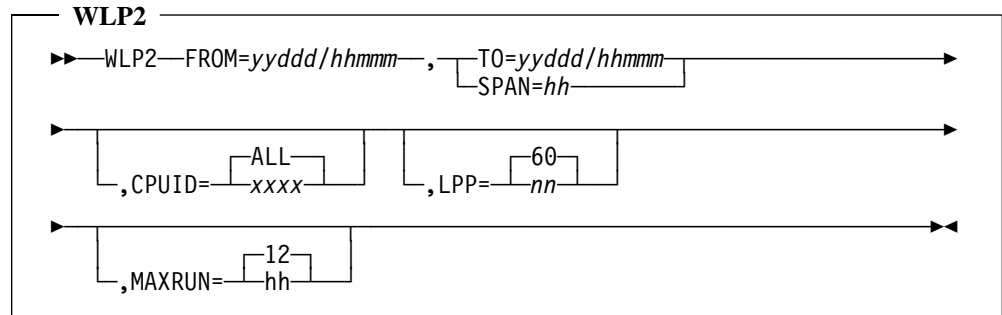 WLP2
WLP2 FROM=yyddd/hhmmm , TO=yyddd/hhmmm
SPAN=hh
ALL 60
,CPUID= xxxx ,LPP= nn
12
,MAXRUN= hh